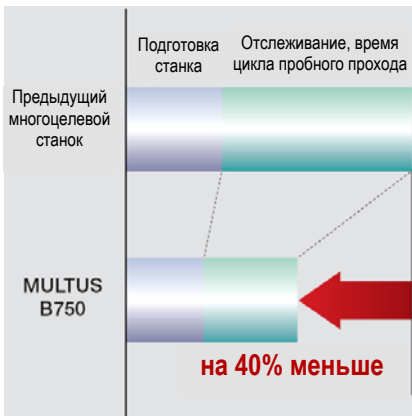 Подготовка
станка
Отслеживание, время
цикла пробного прохода
Предыдущий
многоцелевой
станок
MULTUS
B750
на 40% меньше